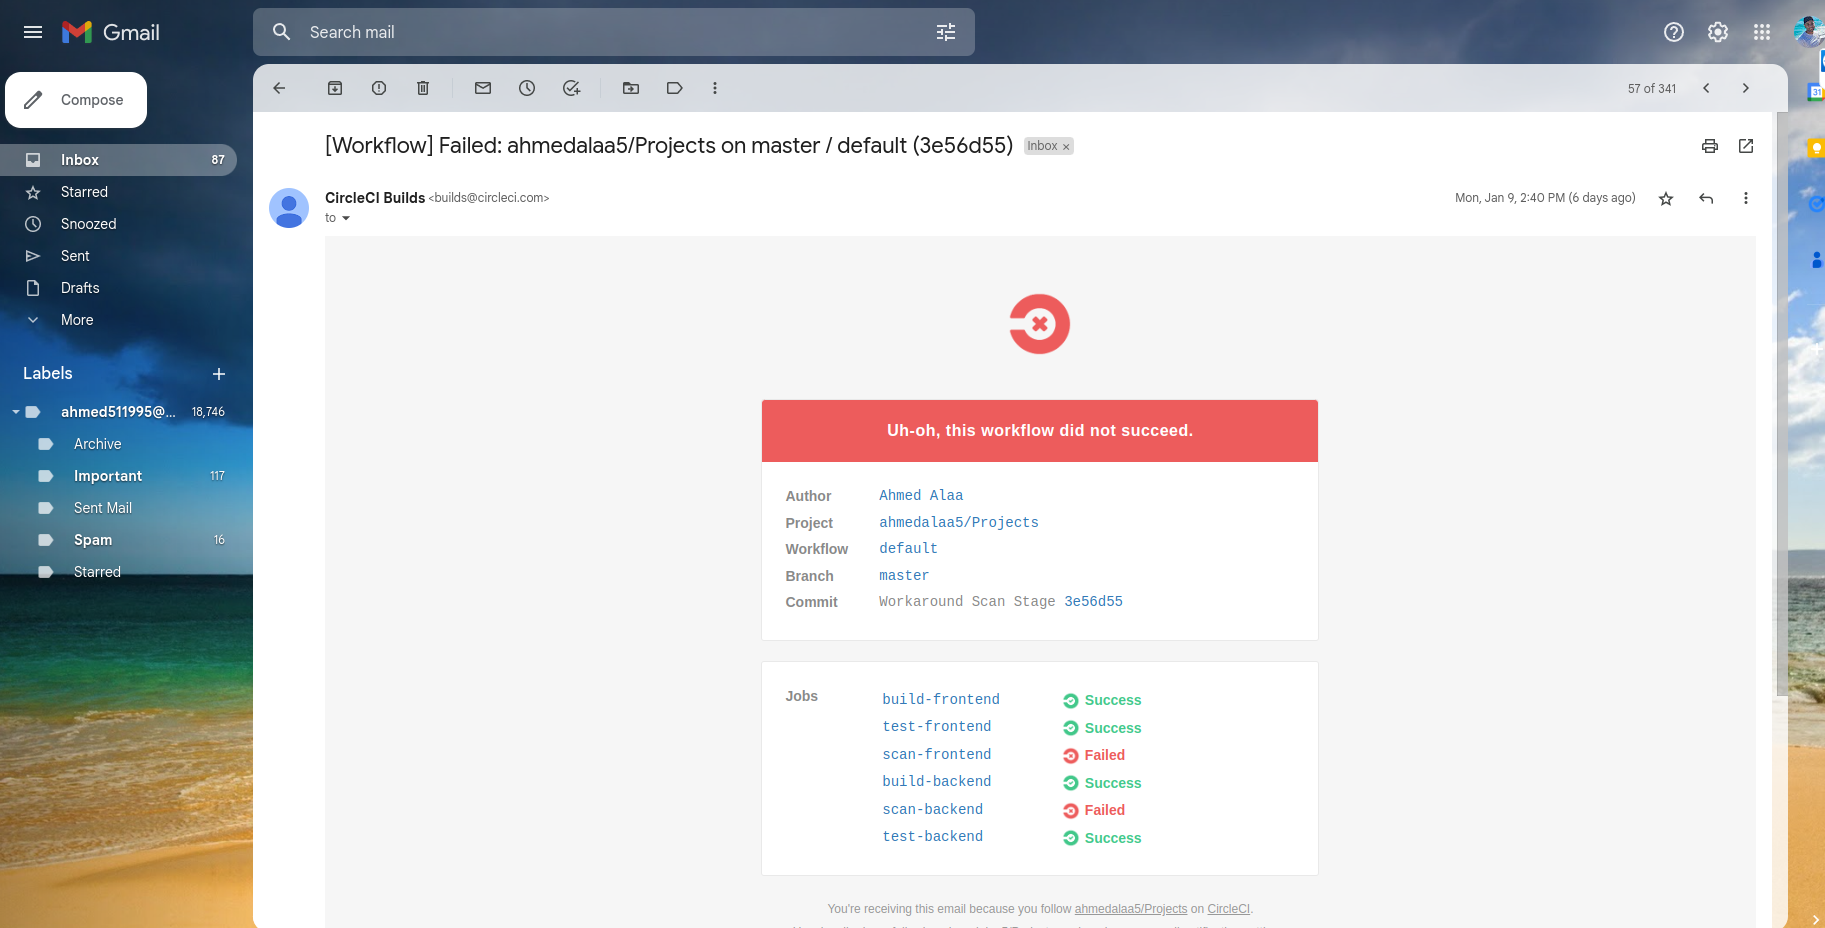 Gmail
Search mail
Compose
57 of 341
31
[Workflow] Failed: ahmedalaa5/Projects on master / default (3e56d55)
Inbox ×
Inbox 87
Starred
Snoozed
Sent
Drafts
More
CircleCI Builds <builds@circleci.com>
Mon, Jan 9, 2:40 PM (6 days ago)
to
Labels
ahmed511995@... 18,746
Archive
Important 117
Sent Mail
Spam 16
Starred
Uh-oh, this workflow did not succeed.
Author Ahmed Alaa
Project ahmedalaa5/Projects
Workflow default
Branch master
Commit Workaround Scan Stage 3e56d55
Jobs build-frontend Success
test-frontend Success
scan-frontend Failed
build-backend Success
scan-backend Failed
test-backend Success
You're receiving this email because you follow ahmedalaa5/Projects on CircleCI.